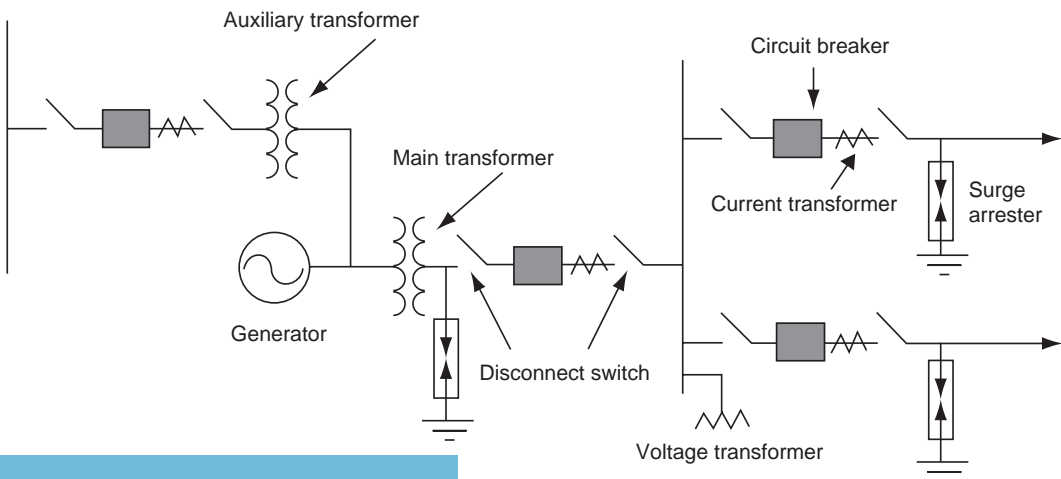 Auxiliary transformer
Circuit breaker
Main transformer
Current transformer
Surge
arrester
Generator
Disconnect switch
Voltage transformer